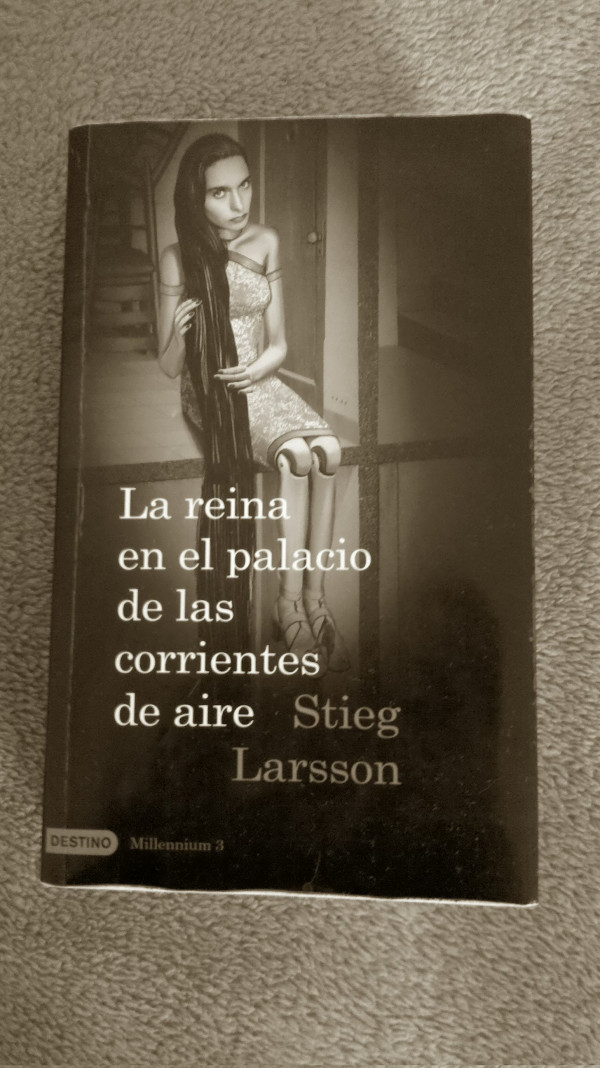 La reina
en el palacio
de las
corrientes
de aire Stieg
Larsson
DESTINO Millennium 3